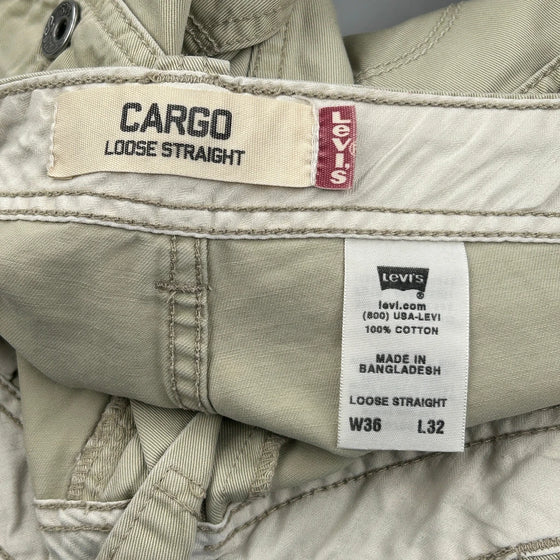 CARGO
LOOSE STRAIGHT
LeVI'S
Levi's
levi.com
(800) USA-LEVI
100% COTTON
MADE IN
BANGLADESH
LOOSE STRAIGHT
W36 L32